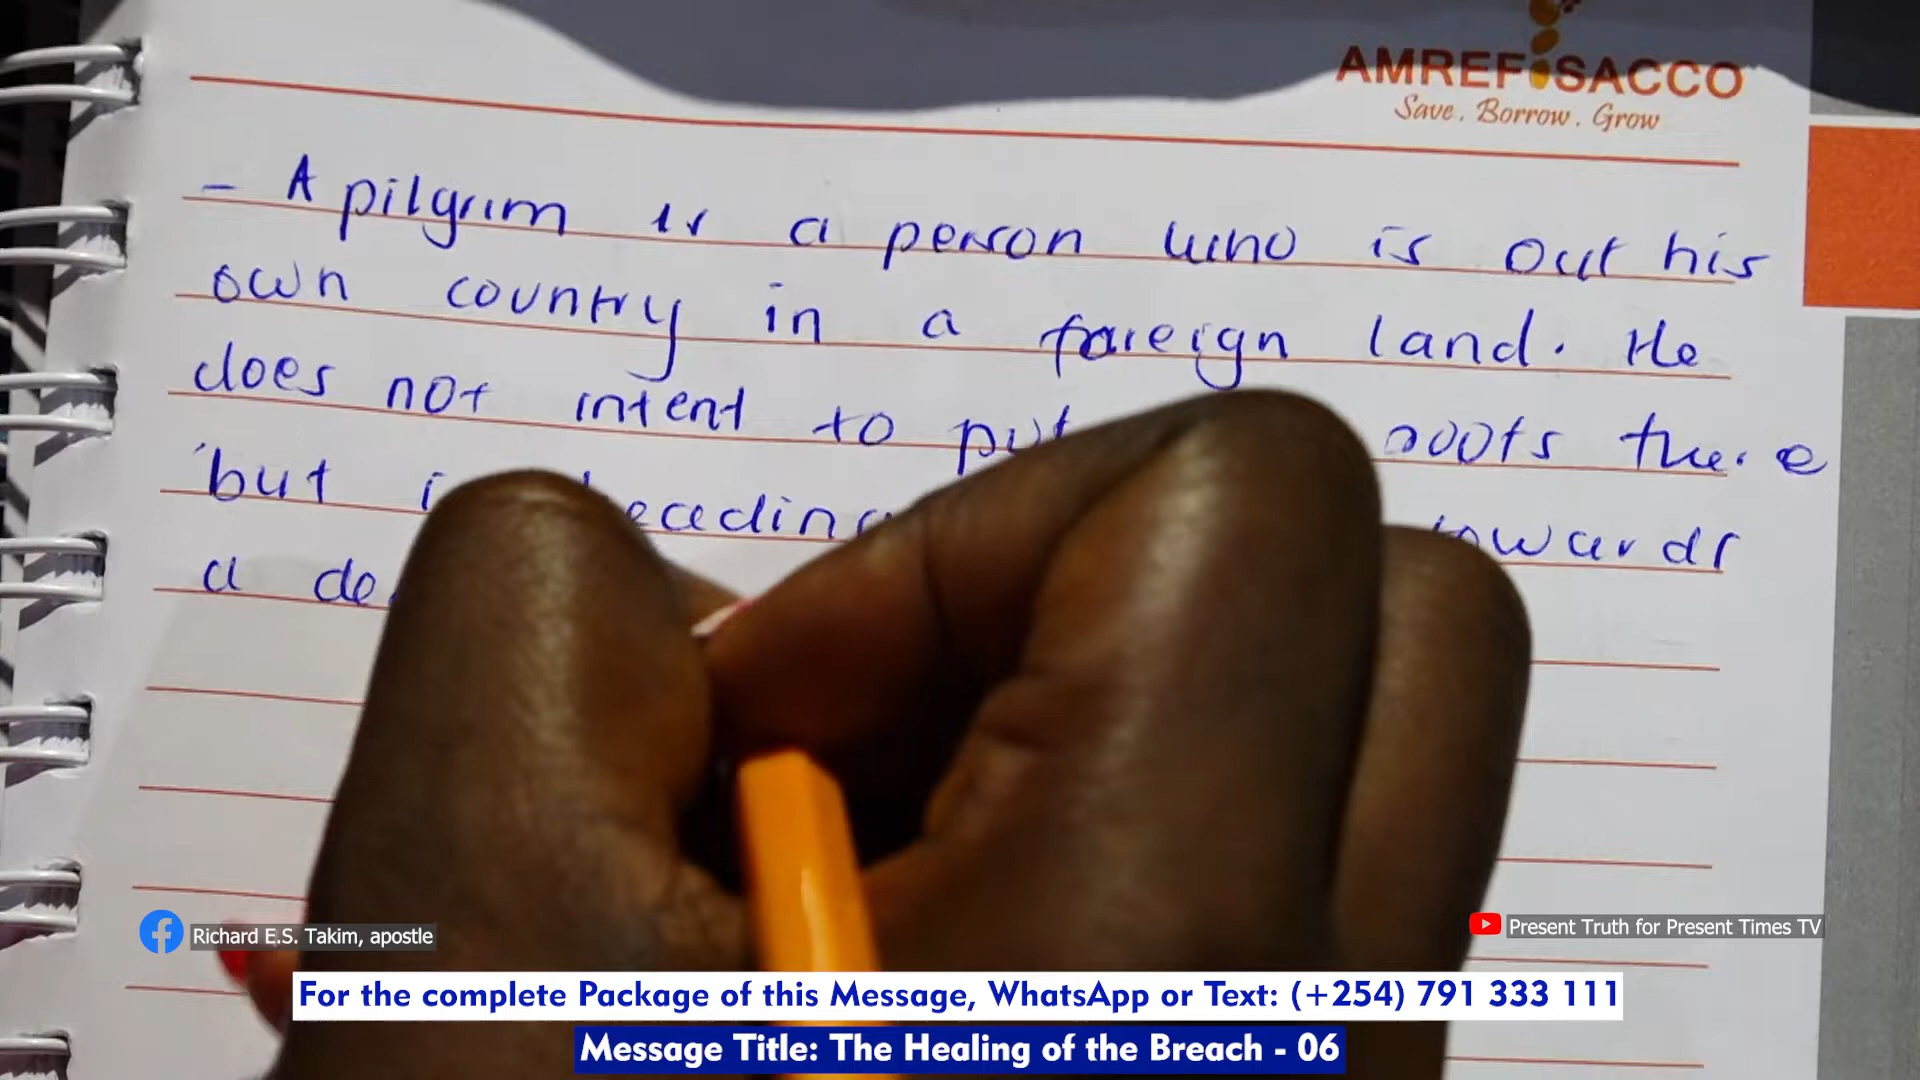 AMREF SACCO
Save. Borrow. Grow
- A pilgrim is a person who is out his
own country in a foreign land. He
does not intent to put roots there
but towards
a
Richard E.S. Takim, apostle
Present Truth for Present Times TV
For the complete Package of this Message, WhatsApp or Text: (+254) 791 333 111
Message Title: The Healing of the Breach - 06